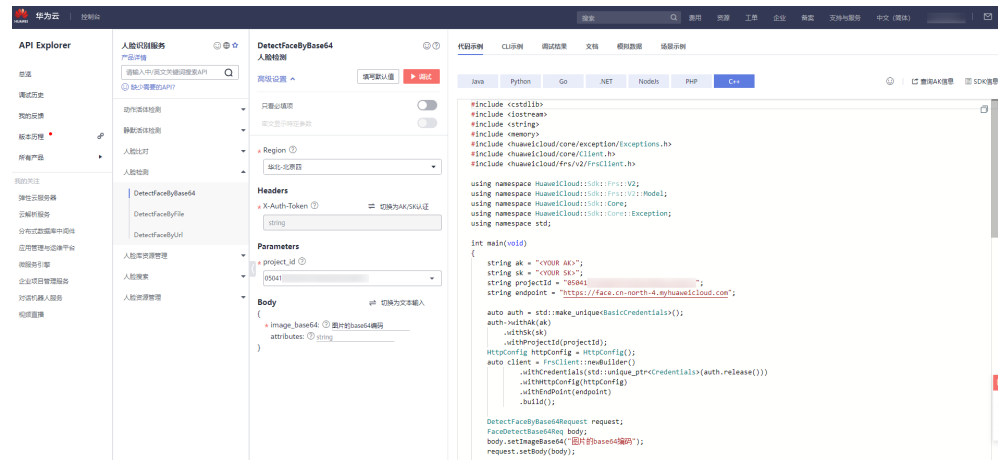 华为云 | 控制台
搜索
费用 资源 工单 企业 备案 支持与服务 中文（简体）
API Explorer
总览
调试历史
我的反馈
版本历程
所有产品
我的关注
弹性云服务器
云解析服务
分布式数据库中间件
应用管理与运维平台
微服务引擎
企业项目管理服务
对话机器人服务
视频直播
人脸识别服务
产品详情
请输入中/英文关键词搜索API
缺少需要的API?
动作活体检测
静默活体检测
人脸比对
人脸检测
DetectFaceByBase64
DetectFaceByFile
DetectFaceByUrl
人脸库资源管理
人脸搜索
人脸资源管理
DetectFaceByBase64
人脸检测
高级设置
填写默认值
调试
只看必填项
* Region
华北-北京四
Headers
* X-Auth-Token
切换为AK/SK认证
string
Parameters
* project_id
05041
Body
切换为文本输入
{
* image_base64: 图片的base64编码
attributes: string
}
代码示例 CLI示例 调试结果 文档 模拟数据 场景示例
Java Python Go .NET NodeJs PHP C++
查询AK信息 SDK信息
#include <cstdlib>
#include <iostream>
#include <string>
#include <memory>
#include <huaweicloud/core/exception/Exceptions.h>
#include <huaweicloud/core/Client.h>
#include <huaweicloud/frs/v2/FrsClient.h>
using namespace HuaweiCloud::Sdk::Frs::V2;
using namespace HuaweiCloud::Sdk::Frs::V2::Model;
using namespace HuaweiCloud::Sdk::Core;
using namespace HuaweiCloud::Sdk::Core::Exception;
using namespace std;
int main(void)
{
string ak = "<YOUR AK>";
string sk = "<YOUR SK>";
string projectId = "05041 ";
string endpoint = "https://face.cn-north-4.myhuaweicloud.com";
auto auth = std::make_unique<BasicCredentials>();
auth->withAk(ak)
.withSk(sk)
.withProjectId(projectId);
HttpConfig httpConfig = HttpConfig();
auto client = FrsClient::newBuilder()
.withCredentials(std::unique_ptr<Credentials>(auth.release()))
.withHttpConfig(httpConfig)
.withEndPoint(endpoint)
.build();
DetectFaceByBase64Request request;
FaceDetectBase64Req body;
body.setImageBase64("图片的base64编码");
request.setBody(body);